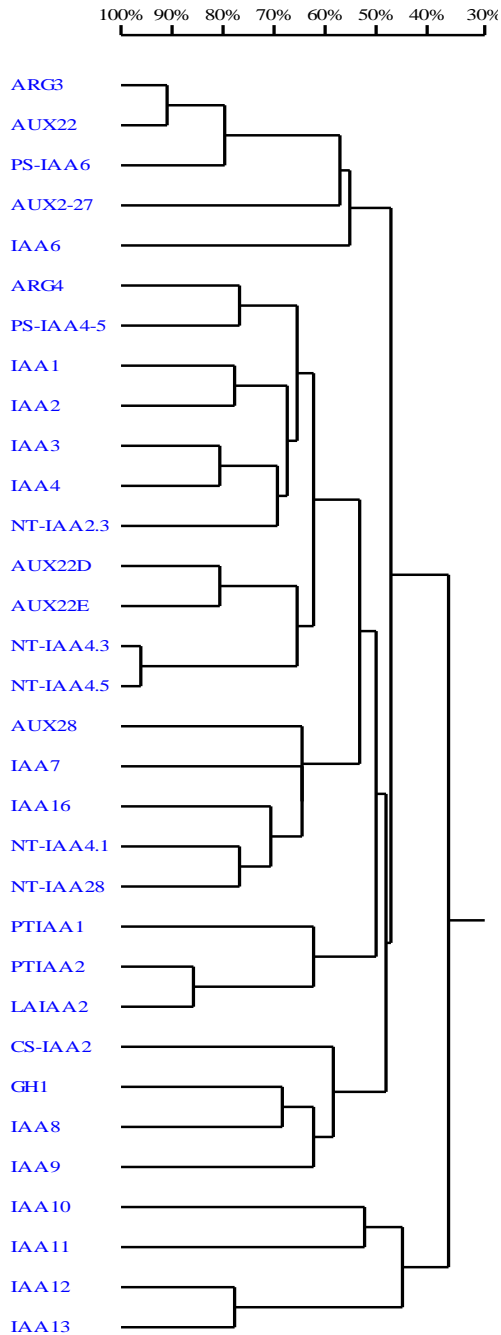 100% 90% 80% 70% 60% 50% 40% 30%
ARG3
AUX22
PS-IAA6
AUX2-27
IAA6
ARG4
PS-IAA4-5
IAA1
IAA2
IAA3
IAA4
NT-IAA2.3
AUX22D
AUX22E
NT-IAA4.3
NT-IAA4.5
AUX28
IAA7
IAA16
NT-IAA4.1
NT-IAA28
PTIAA1
PTIAA2
LAIAA2
CS-IAA2
GH1
IAA8
IAA9
IAA10
IAA11
IAA12
IAA13